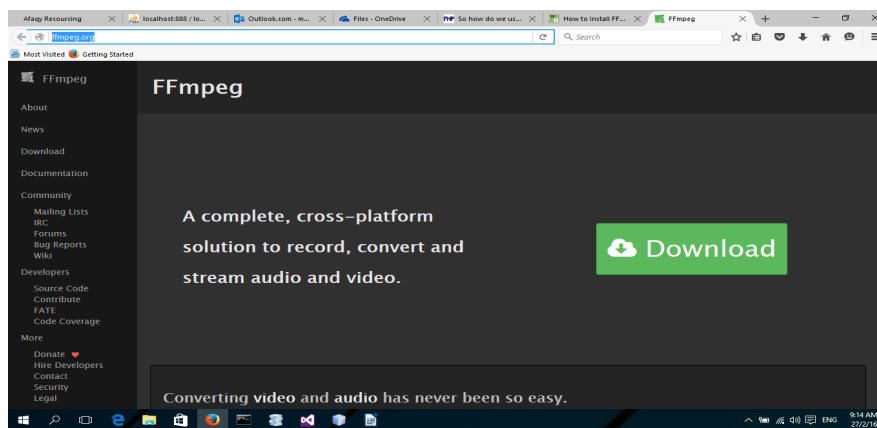 Afaqy Resourcing
localhost:888 / lo...
Outlook.com - m...
Files - OneDrive
PHP So how do we us...
How to Install FF...
FFmpeg
ffmpeg.org
Search
Most Visited
Getting Started
FFmpeg
About
News
Download
Documentation
Community
Mailing Lists
IRC
Forums
Bug Reports
Wiki
Developers
Source Code
Contribute
FATE
Code Coverage
More
Donate
Hire Developers
Contact
Security
Legal
FFmpeg
A complete, cross-platform
solution to record, convert and
stream audio and video.
Download
Converting video and audio has never been so easy.
ENG
9:14 AM
27/2/16